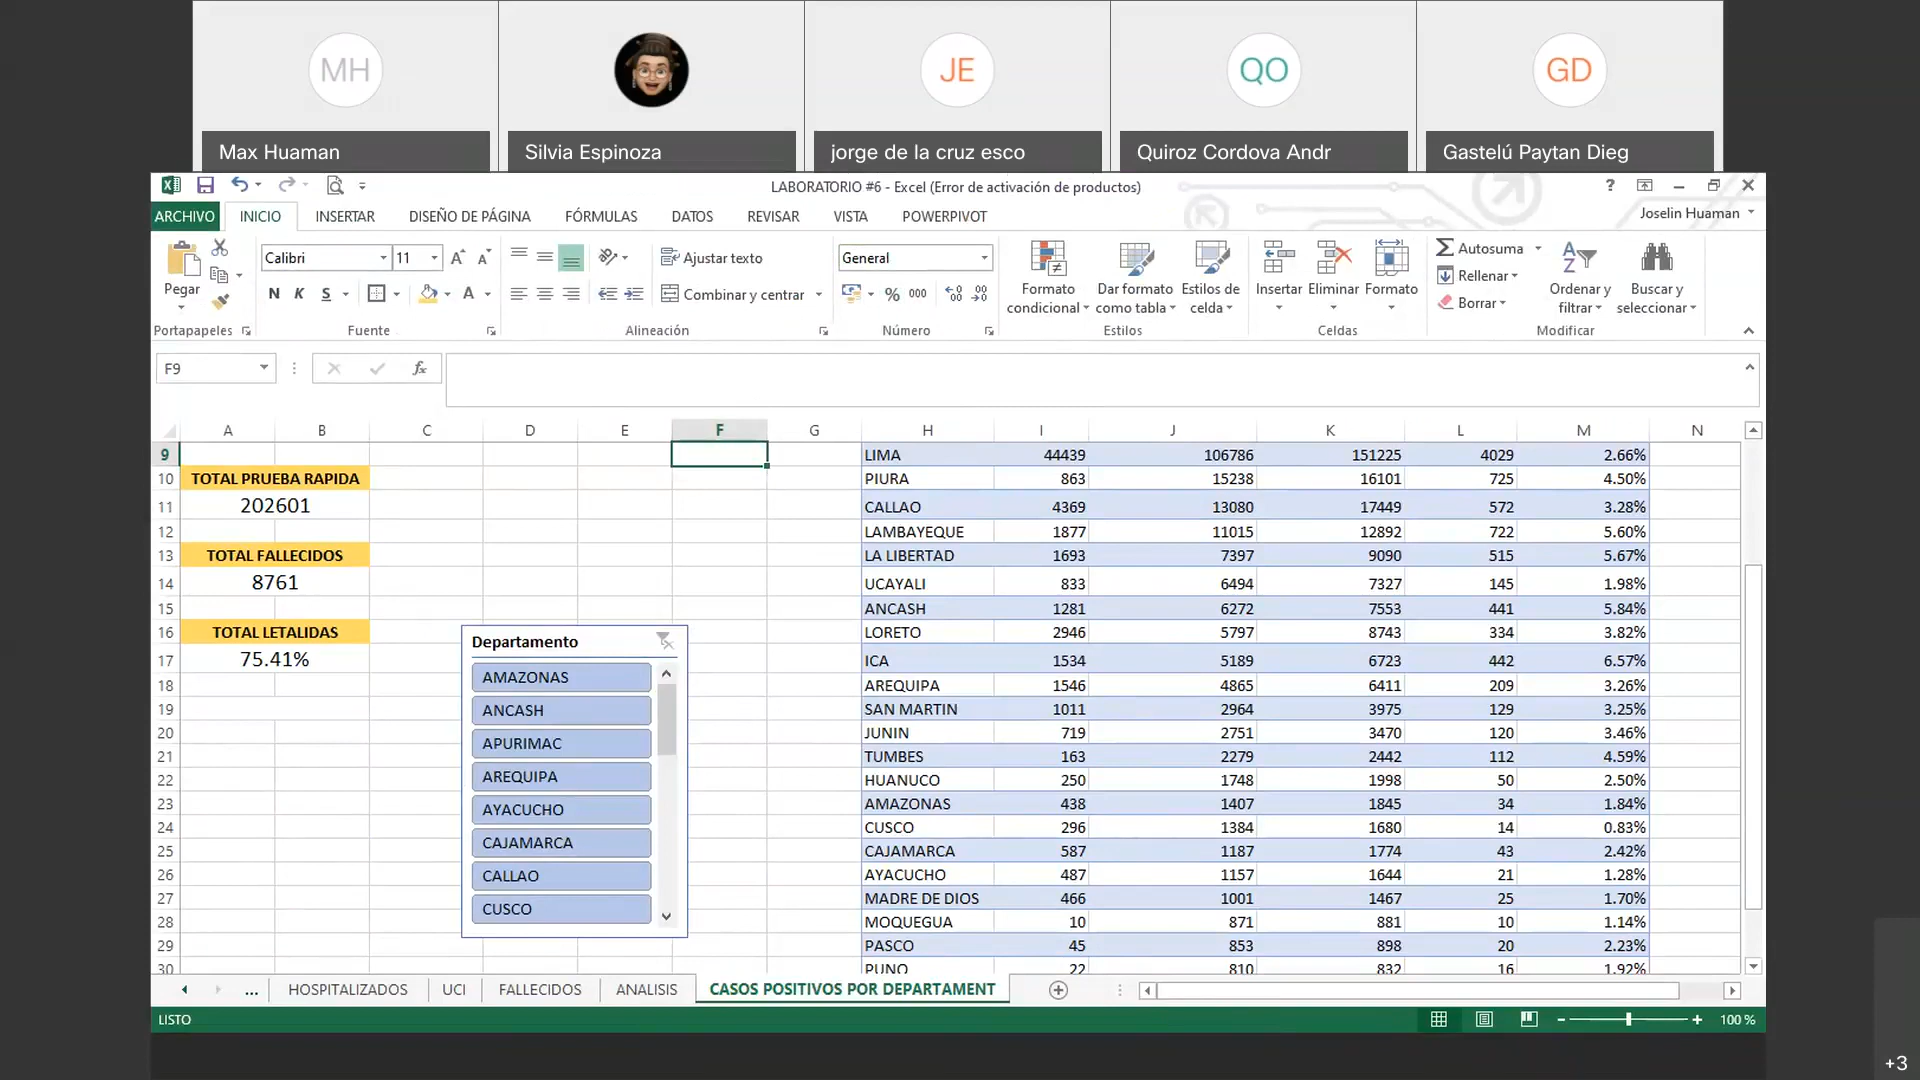 MH
JE
QO
GD
Max Huaman
Silvia Espinoza
jorge de la cruz esco
Quiroz Cordova Andr
Gastelú Paytan Dieg
LABORATORIO #6 - Excel (Error de activación de productos)
?
ARCHIVO INICIO INSERTAR DISEÑO DE PÁGINA FÓRMULAS DATOS REVISAR VISTA POWERPIVOT
Joselin Huaman
Pegar
Calibri 11
N K S
Ajustar texto
Combinar y centrar
General
% 000
Formato condicional
Dar formato como tabla
Estilos de celda
Insertar
Eliminar
Formato
Autosuma
Rellenar
Borrar
Ordenar y filtrar
Buscar y seleccionar
Portapapeles Fuente Alineación Número Estilos Celdas Modificar
F9
fx
A B C D E F G H I J K L M N
9 LIMA 44439 106786 151225 4029 2.66%
10 TOTAL PRUEBA RAPIDA PIURA 863 15238 16101 725 4.50%
11 202601 CALLAO 4369 13080 17449 572 3.28%
12 LAMBAYEQUE 1877 11015 12892 722 5.60%
13 TOTAL FALLECIDOS LA LIBERTAD 1693 7397 9090 515 5.67%
14 8761 UCAYALI 833 6494 7327 145 1.98%
15 ANCASH 1281 6272 7553 441 5.84%
16 TOTAL LETALIDAS LORETO 2946 5797 8743 334 3.82%
17 75.41% ICA 1534 5189 6723 442 6.57%
18 AREQUIPA 1546 4865 6411 209 3.26%
19 SAN MARTIN 1011 2964 3975 129 3.25%
20 JUNIN 719 2751 3470 120 3.46%
21 TUMBES 163 2279 2442 112 4.59%
22 HUANUCO 250 1748 1998 50 2.50%
23 AMAZONAS 438 1407 1845 34 1.84%
24 CUSCO 296 1384 1680 14 0.83%
25 CAJAMARCA 587 1187 1774 43 2.42%
26 AYACUCHO 487 1157 1644 21 1.28%
27 MADRE DE DIOS 466 1001 1467 25 1.70%
28 MOQUEGUA 10 871 881 10 1.14%
29 PASCO 45 853 898 20 2.23%
30 PUNO 22 810 832 16 1.92%
Departamento
AMAZONAS
ANCASH
APURIMAC
AREQUIPA
AYACUCHO
CAJAMARCA
CALLAO
CUSCO
... HOSPITALIZADOS UCI FALLECIDOS ANALISIS CASOS POSITIVOS POR DEPARTAMENT
LISTO
100 %
+3